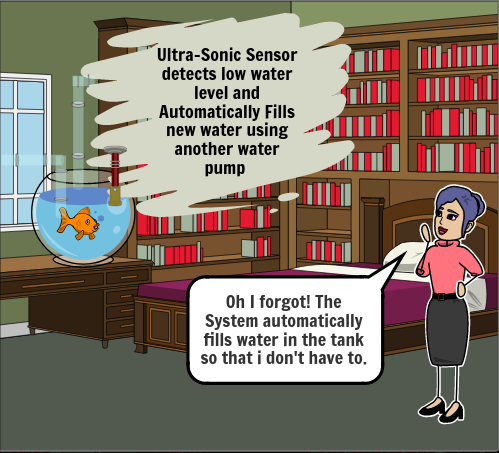 Ultra-Sonic Sensor
detects low water
level and
Automatically Fills
new water using
another water
pump
Oh I forgot! The
System automatically
fills water in the tank
so that i don't have to.